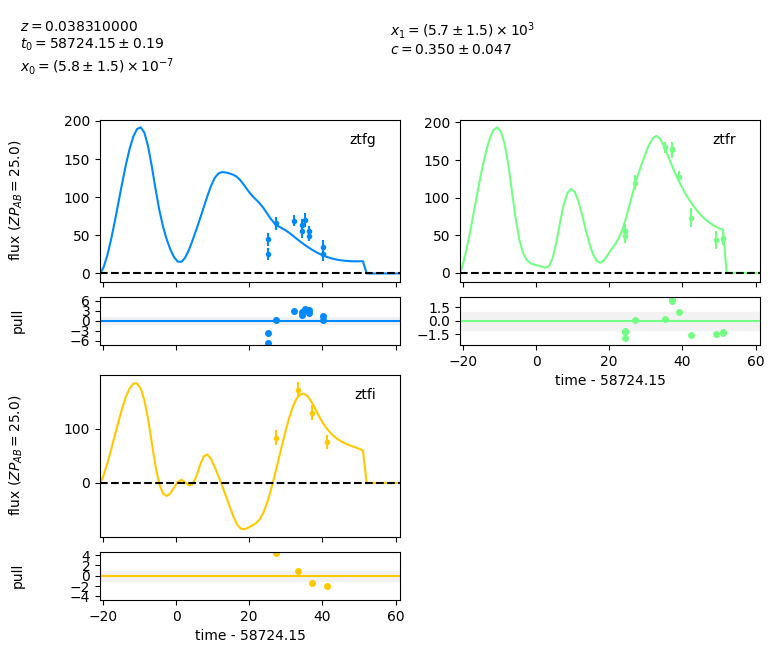 z = 0.038310000
t₀ = 58724.15 ± 0.19
x₀ = (5.8 ± 1.5) × 10⁻⁷
x₁ = (5.7 ± 1.5) × 10³
c = 0.350 ± 0.047
ztfg
flux (ZP_AB = 25.0)
200
150
100
50
0
ztfr
200
150
100
50
0
pull
6
3
0
−3
−6
1.5
0.0
−1.5
−20
0
20
40
60
time - 58724.15
ztfi
flux (ZP_AB = 25.0)
100
0
pull
4
2
0
−2
−4
−20
0
20
40
60
time - 58724.15